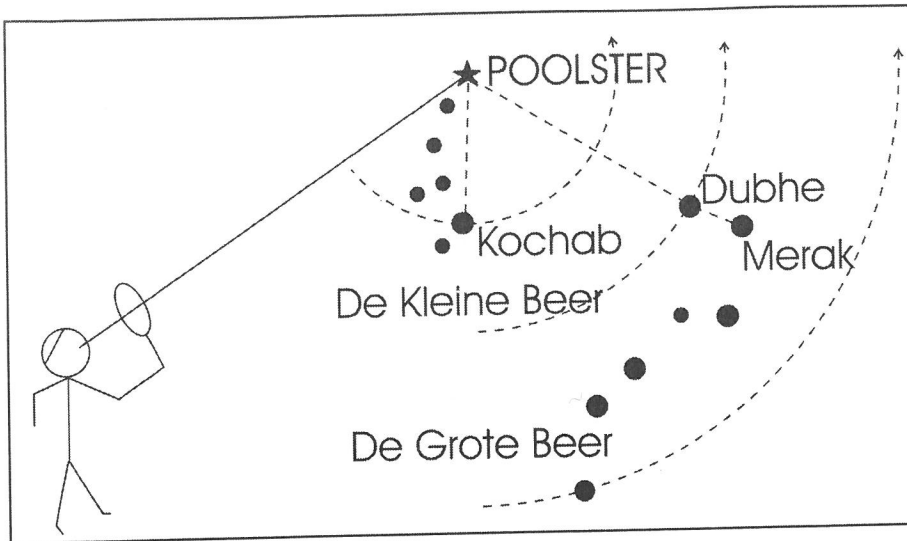 POOLSTER
Dubhe
Merak
Kochab
De Kleine Beer
De Grote Beer